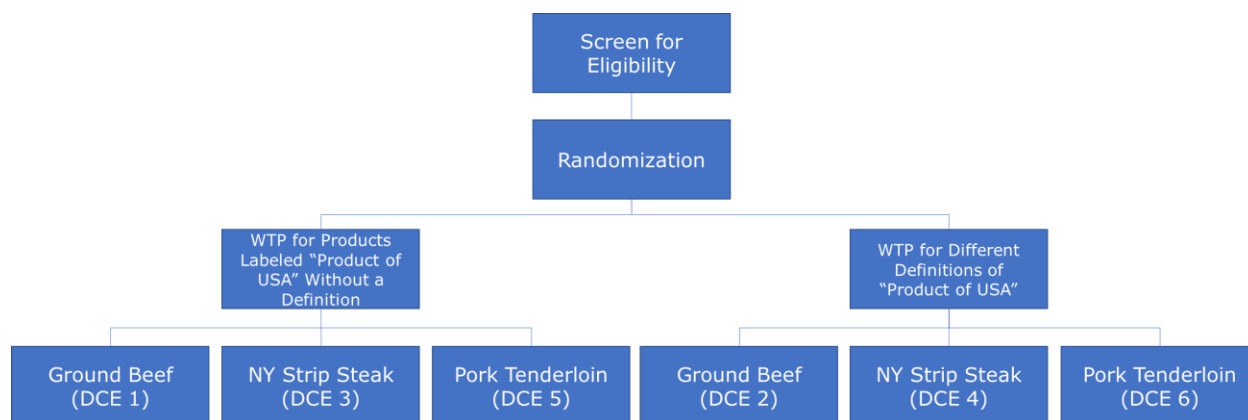 Screen for
Eligibility
Randomization
WTP for Products
Labeled “Product of
USA” Without a
Definition
WTP for Different
Definitions of
“Product of USA”
Ground Beef
(DCE 1)
NY Strip Steak
(DCE 3)
Pork Tenderloin
(DCE 5)
Ground Beef
(DCE 2)
NY Strip Steak
(DCE 4)
Pork Tenderloin
(DCE 6)